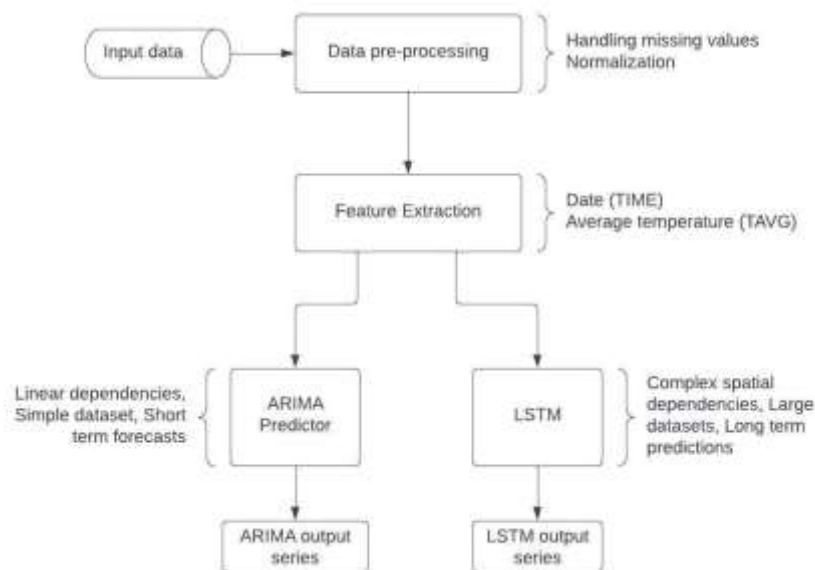 Input data
Data pre-processing
Handling missing values
Normalization
Feature Extraction
Date (TIME)
Average temperature (TAVG)
Linear dependencies,
Simple dataset, Short
term forecasts
ARIMA
Predictor
LSTM
Complex spatial
dependencies, Large
datasets, Long term
predictions
ARIMA output
series
LSTM output
series